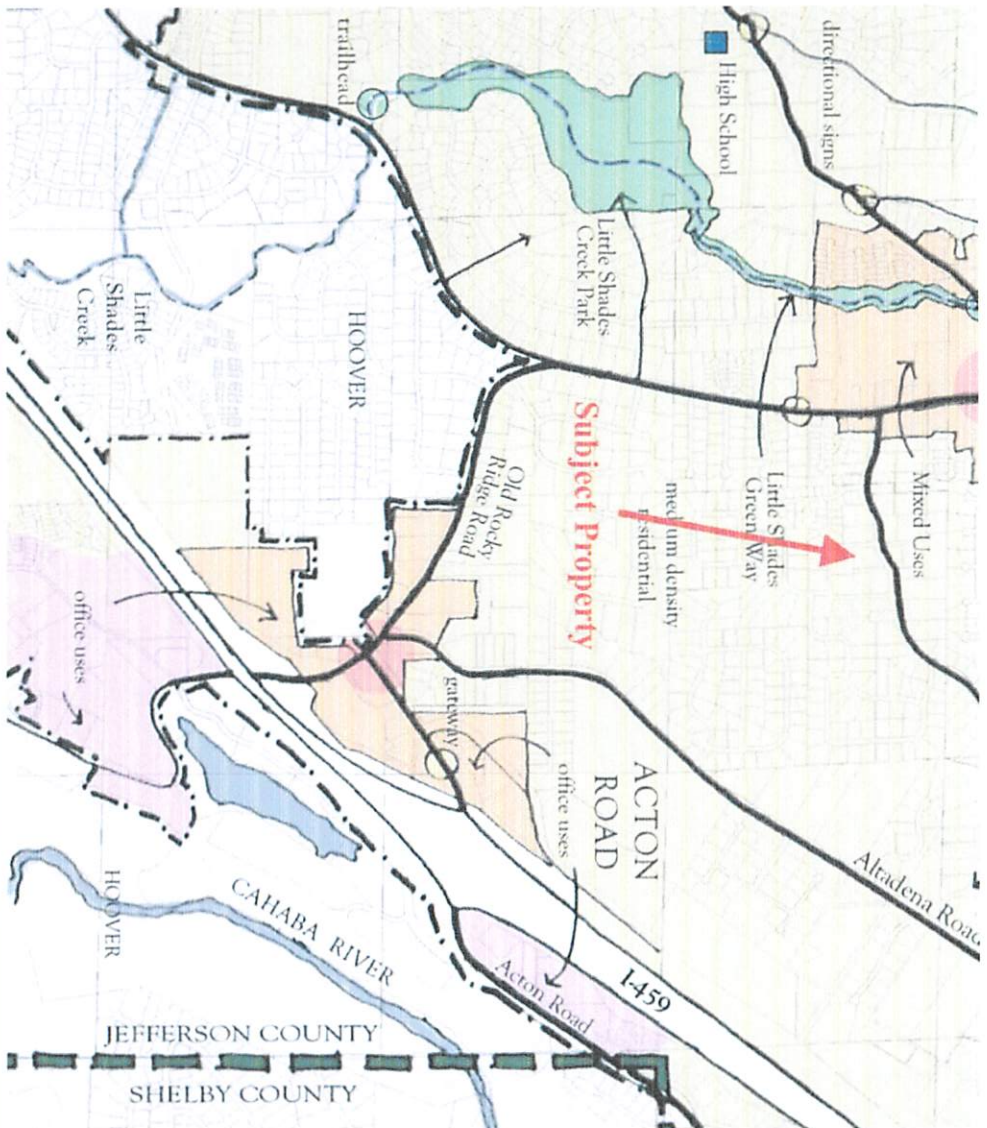 directional signs
High School
trailhead
Little Shades
Creek Park
Mixed Uses
Little Shades
Green Way
medium density
residential
Subject Property
HOOVER
Little
Shades
Creek
Old Rocky
Ridge Road
office uses
gateway
office uses
ACTON
ROAD
Altadena Road
I-459
Acton Road
CAHABA RIVER
HOOVER
JEFFERSON COUNTY
SHELBY COUNTY